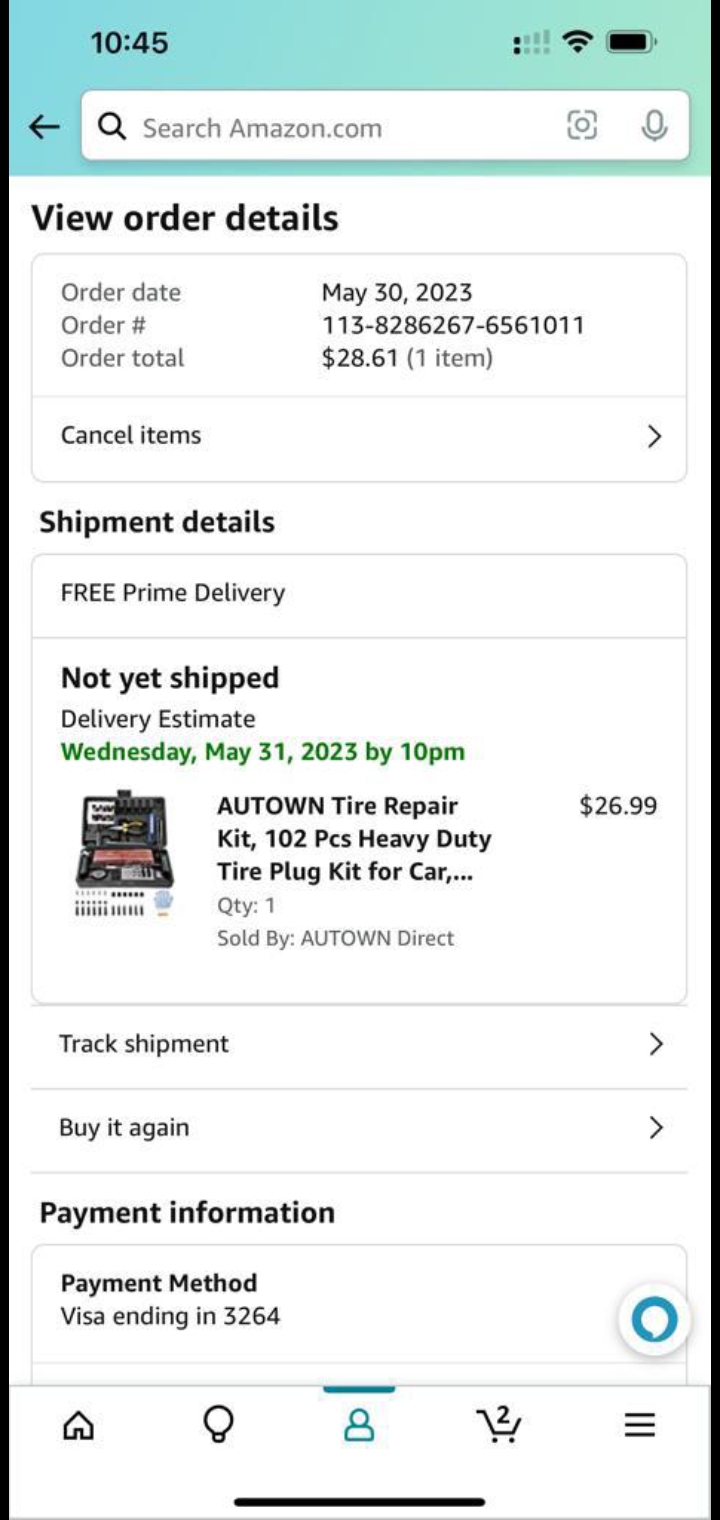 10:45
Search Amazon.com
View order details
Order date May 30, 2023
Order # 113-8286267-6561011
Order total $28.61 (1 item)
Cancel items
Shipment details
FREE Prime Delivery
Not yet shipped
Delivery Estimate
Wednesday, May 31, 2023 by 10pm
AUTOWN Tire Repair $26.99
Kit, 102 Pcs Heavy Duty
Tire Plug Kit for Car,...
Qty: 1
Sold By: AUTOWN Direct
Track shipment
Buy it again
Payment information
Payment Method
Visa ending in 3264
2